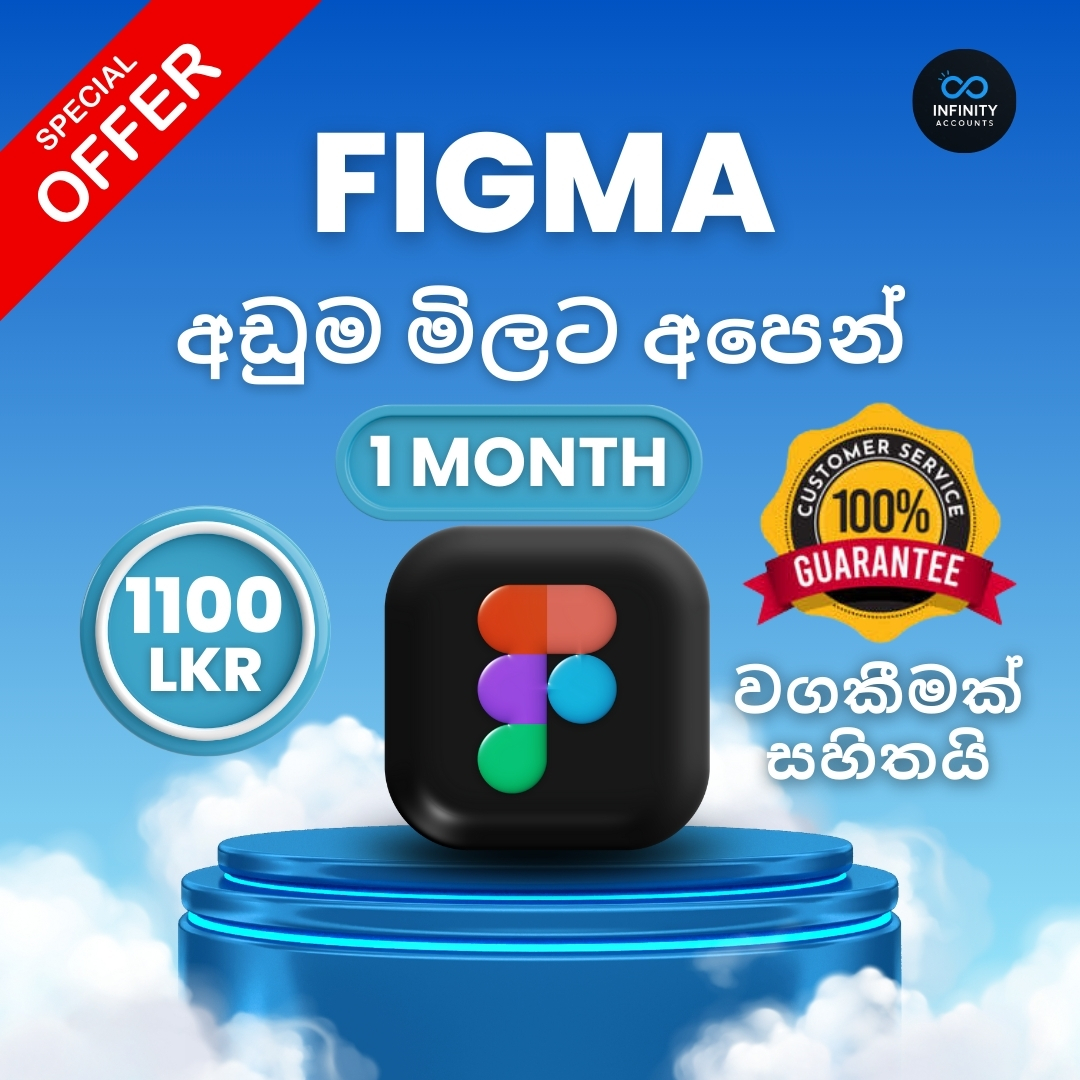 SPECIAL
OFFER
INFINITY
ACCOUNTS
FIGMA
අඩුම මිලට අපෙන්
1 MONTH
CUSTOMER SERVICE
100%
GUARANTEE
1100
LKR
වගකීමක්
සහිතයි